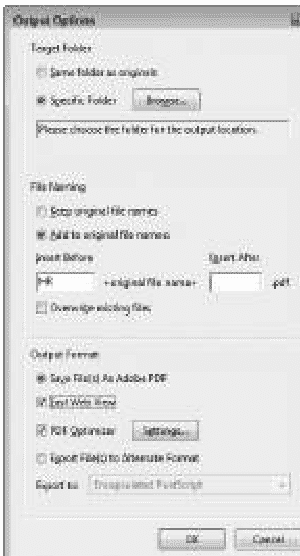 Output Options
Target Folder
Same folder as originals
Specific Folder Browse...
Please choose the folder for the output location.
File Naming
Keep original file names
Add to original file names
Insert Before Insert After
+original file name+ .pdf
Overwrite existing files
Output Format
Save File(s) As Adobe PDF
Fast Web View
PDF Optimizer Settings...
Export File(s) to Alternate Format
Export to: Encapsulated PostScript
OK Cancel